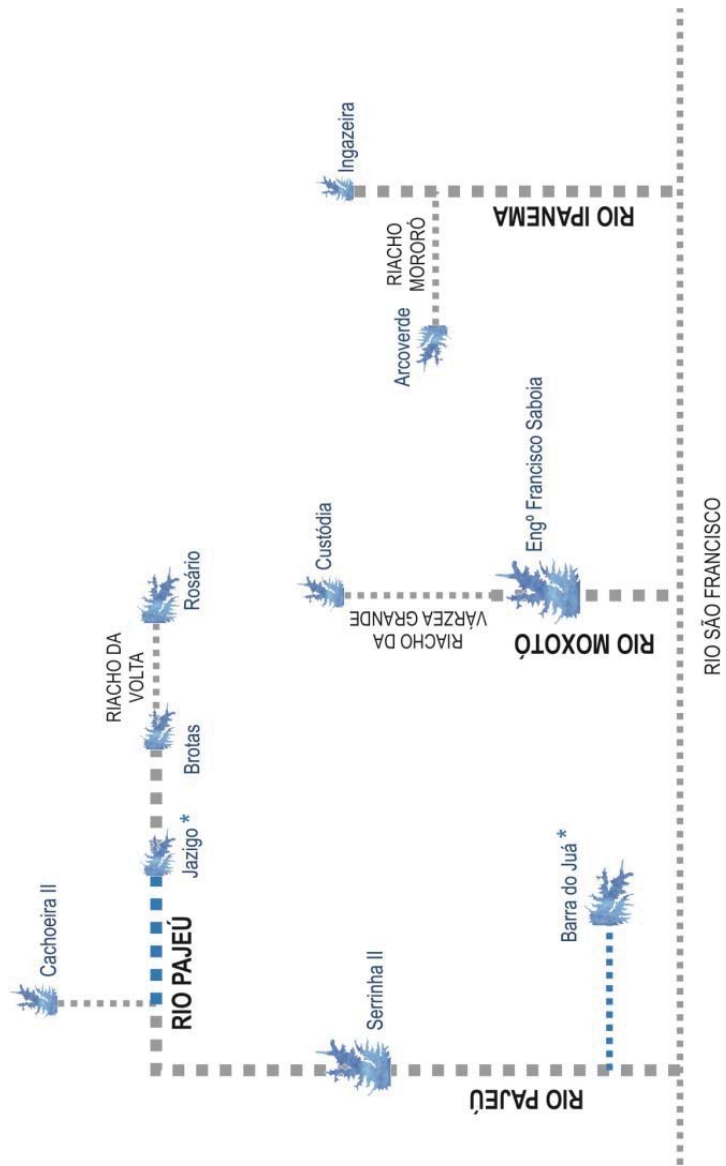 Cachoeira II
RIACHO DA
VOLTA
Rosário
Brotas
Jazigo *
RIO PAJEÚ
Serrinha II
RIO PAJEÚ
Barra do Juá *
Custódia
RIACHO DA
VÁRZEA GRANDE
Engº Francisco Saboia
RIO MOXOTÓ
Ingazeira
RIACHO
MORORÓ
Arcoverde
RIO IPANEMA
RIO SÃO FRANCISCO